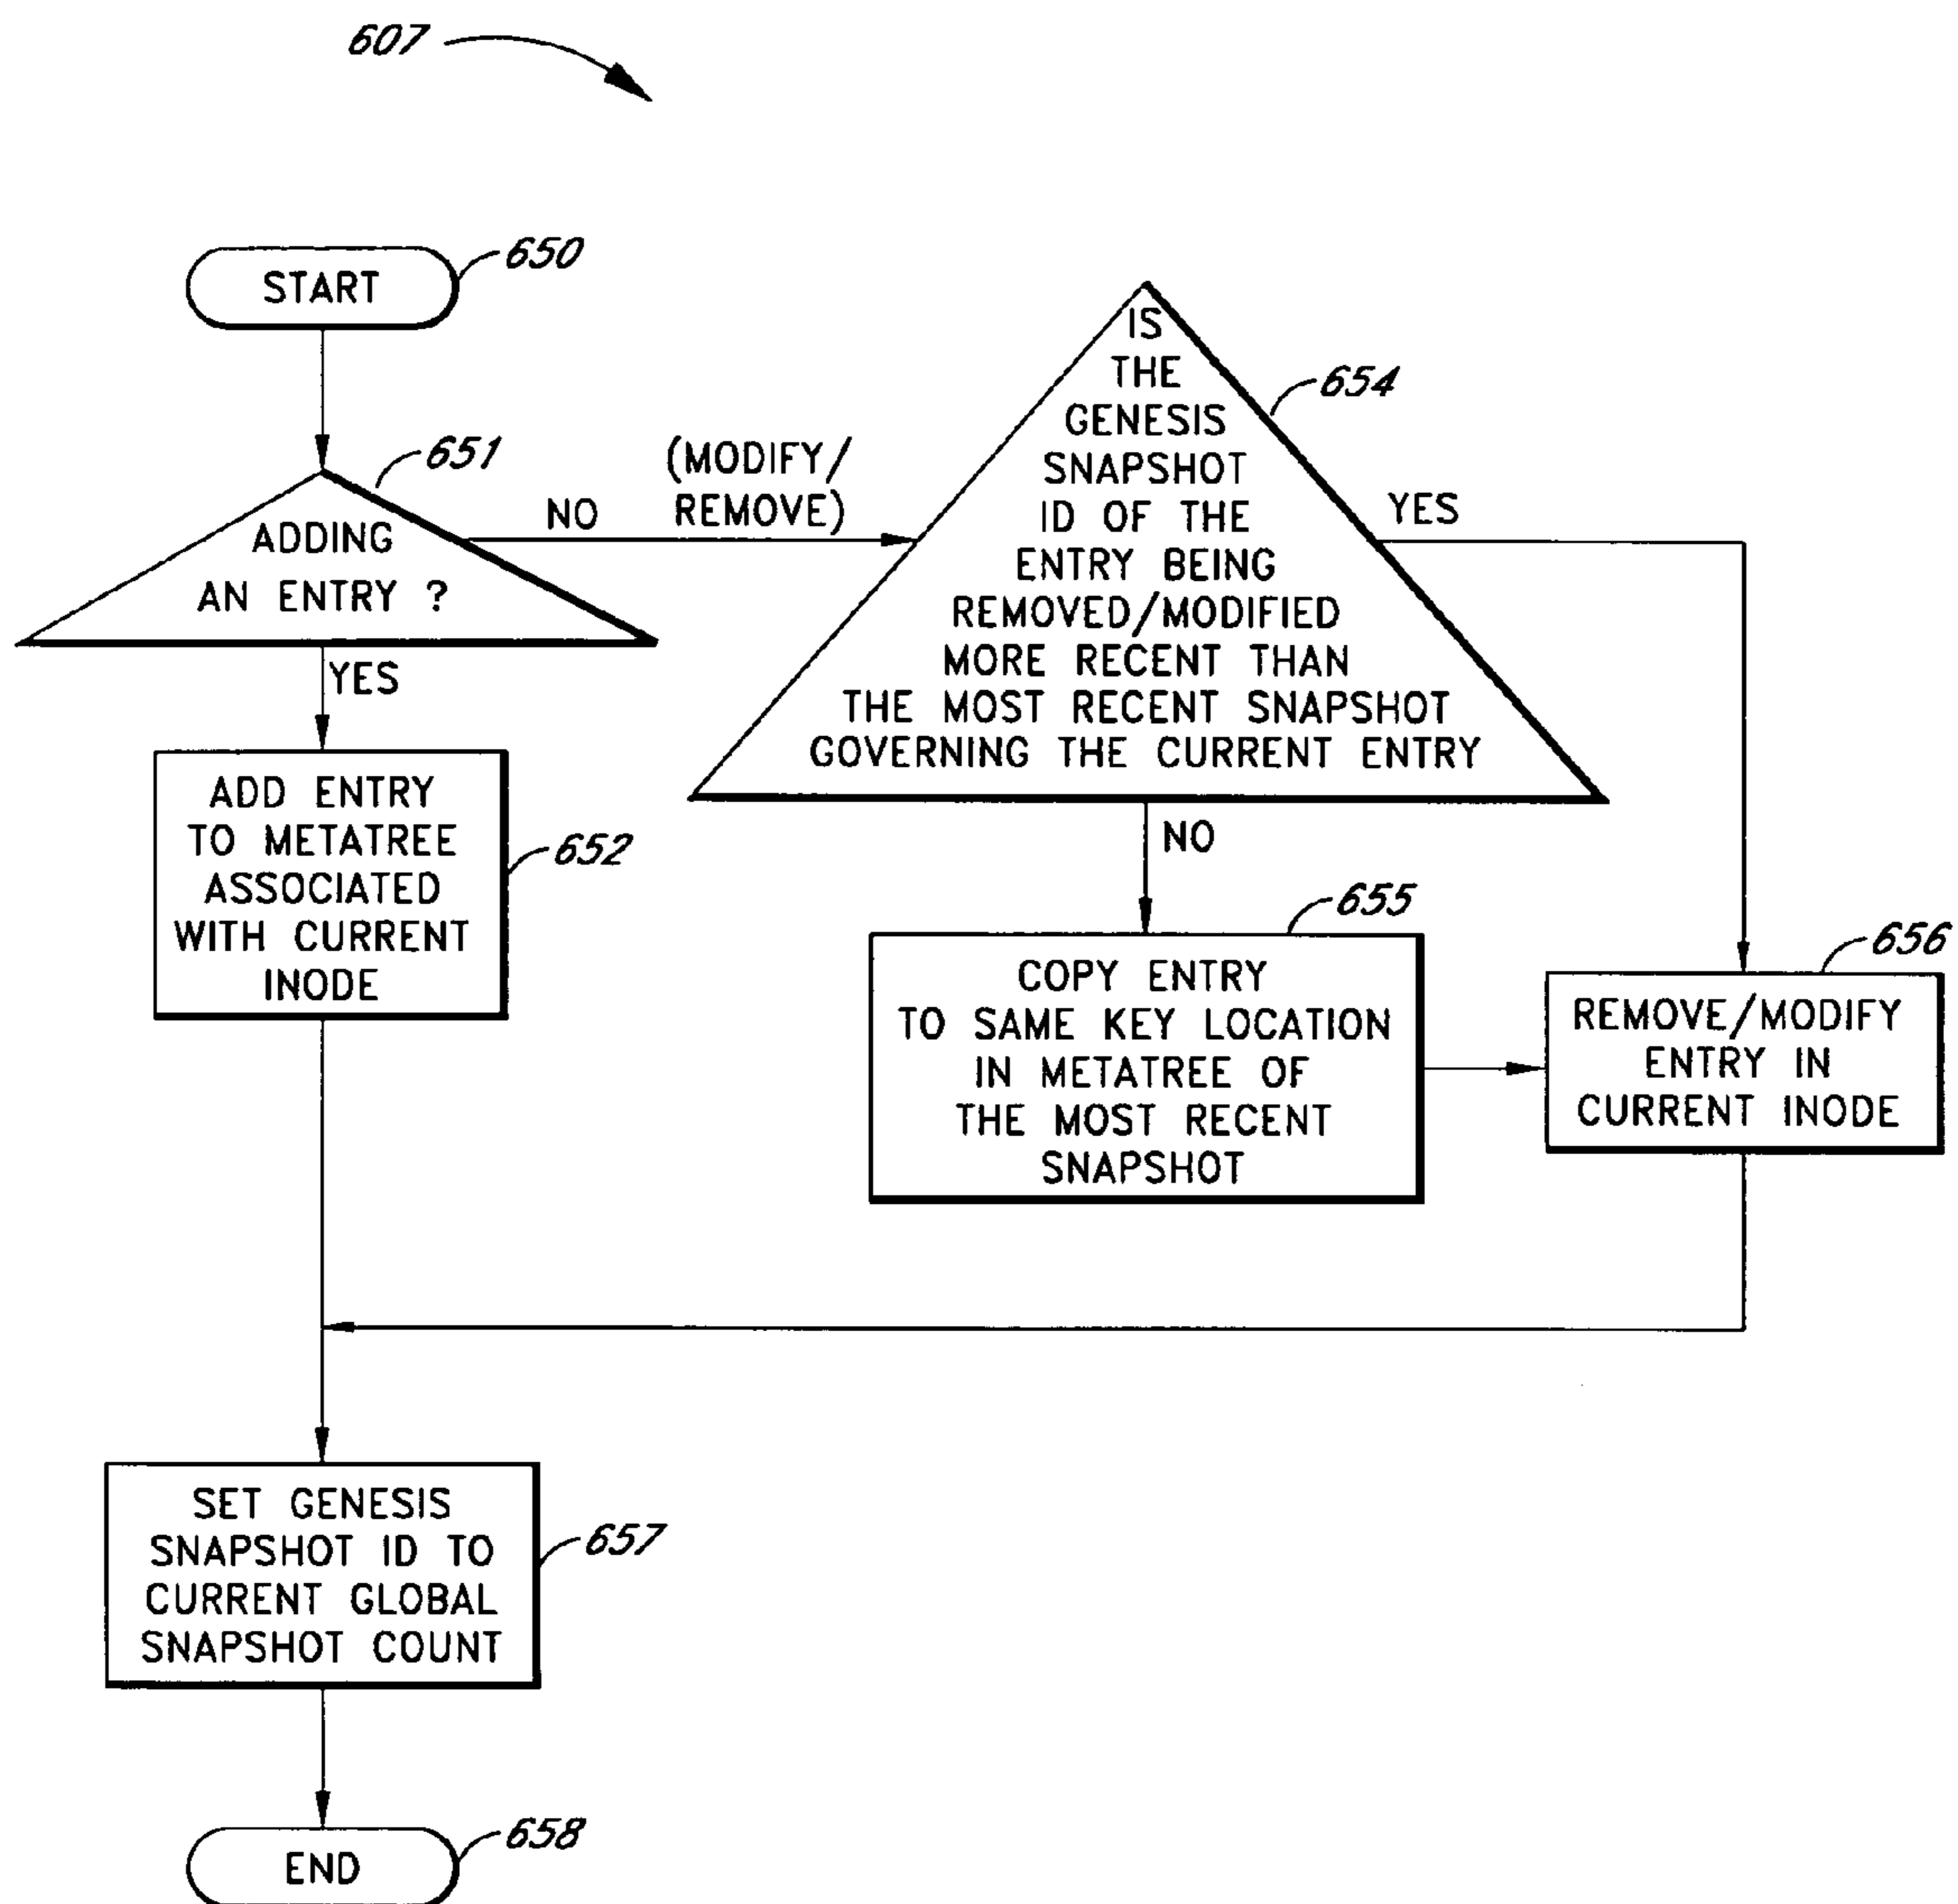 607
START
650
ADDING
AN ENTRY ?
651
NO
(MODIFY/
REMOVE)
YES
IS
THE
GENESIS
SNAPSHOT
ID OF THE
ENTRY BEING
REMOVED/MODIFIED
MORE RECENT THAN
THE MOST RECENT SNAPSHOT
GOVERNING THE CURRENT ENTRY
654
YES
NO
ADD ENTRY
TO METATREE
ASSOCIATED
WITH CURRENT
INODE
652
COPY ENTRY
TO SAME KEY LOCATION
IN METATREE OF
THE MOST RECENT
SNAPSHOT
655
REMOVE/MODIFY
ENTRY IN
CURRENT INODE
656
SET GENESIS
SNAPSHOT ID TO
CURRENT GLOBAL
SNAPSHOT COUNT
657
END
658